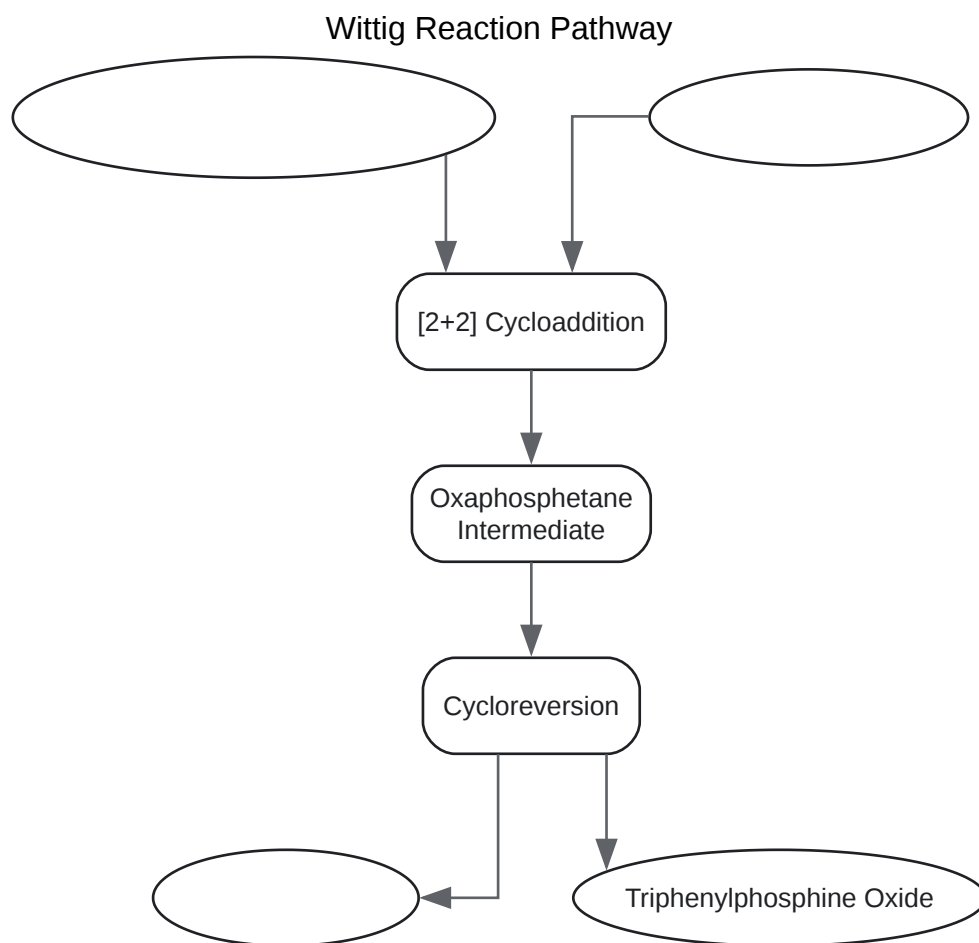 Wittig Reaction Pathway
[2+2] Cycloaddition
Oxaphosphetane
Intermediate
Cycloreversion
Triphenylphosphine Oxide